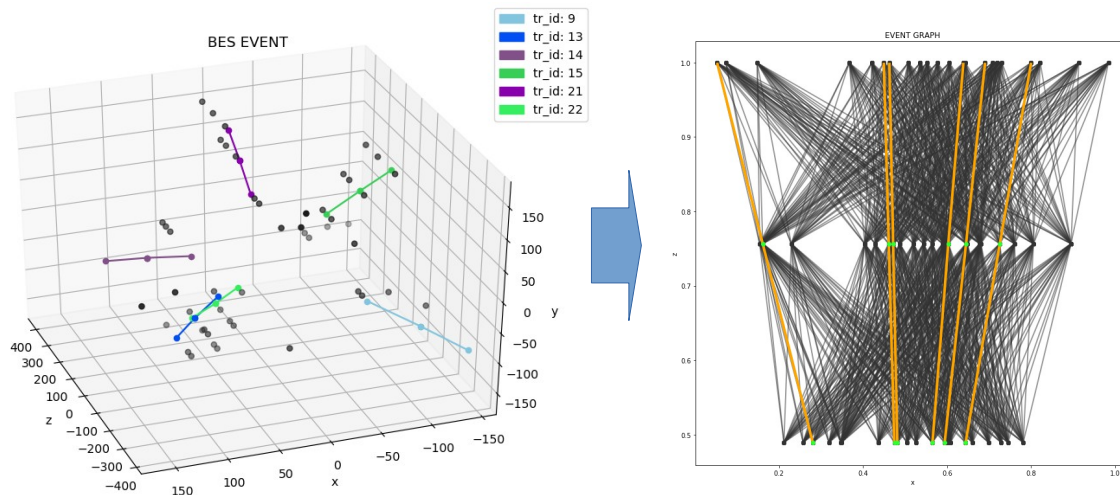 BES EVENT
tr_id: 9
tr_id: 13
tr_id: 14
tr_id: 15
tr_id: 21
tr_id: 22
150
100
50
0
−50
−100
−150
y
400
300
200
100
0
−100
−200
−300
−400
z
150
100
50
0
−50
−100
−150
x
EVENT GRAPH
1.0
0.9
0.8
0.7
0.6
0.5
z
0.2
0.4
0.6
0.8
1.0
x